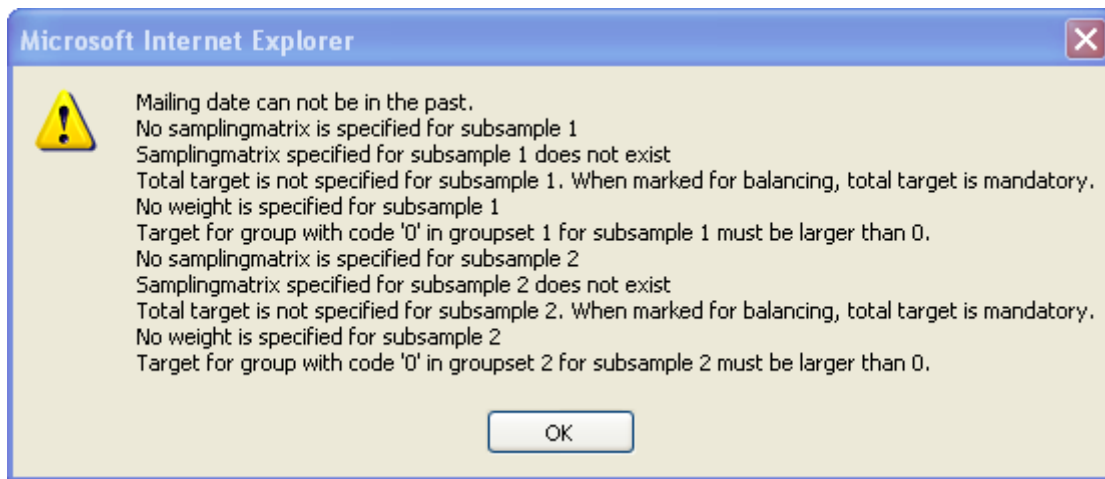 Microsoft Internet Explorer
Mailing date can not be in the past.
No samplingmatrix is specified for subsample 1
Samplingmatrix specified for subsample 1 does not exist
Total target is not specified for subsample 1. When marked for balancing, total target is mandatory.
No weight is specified for subsample 1
Target for group with code '0' in groupset 1 for subsample 1 must be larger than 0.
No samplingmatrix is specified for subsample 2
Samplingmatrix specified for subsample 2 does not exist
Total target is not specified for subsample 2. When marked for balancing, total target is mandatory.
No weight is specified for subsample 2
Target for group with code '0' in groupset 2 for subsample 2 must be larger than 0.
OK